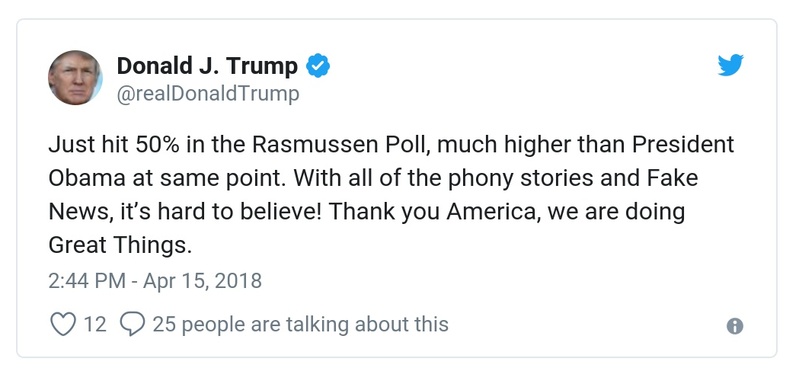 Donald J. Trump
@realDonaldTrump
Just hit 50% in the Rasmussen Poll, much higher than President
Obama at same point. With all of the phony stories and Fake
News, it’s hard to believe! Thank you America, we are doing
Great Things.
2:44 PM - Apr 15, 2018
12 25 people are talking about this